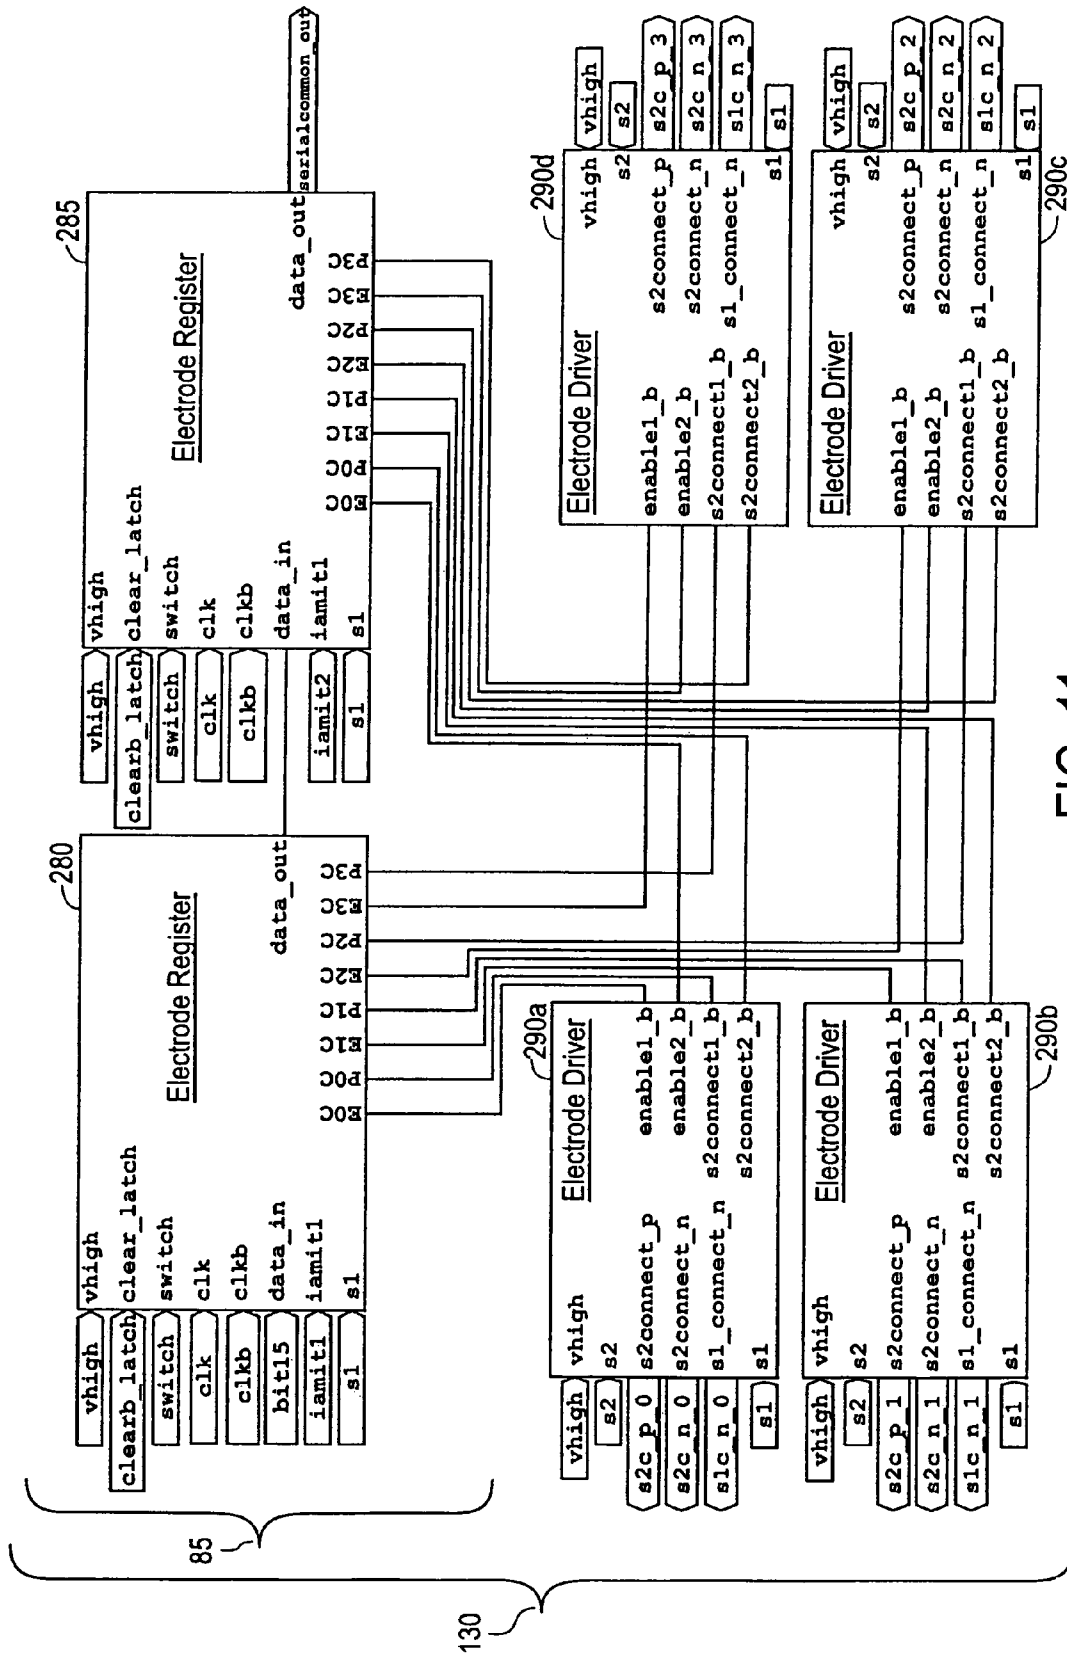 280
vhigh
clearb_latch
switch
clk
clkb
bit15
iamit1
s1
vhigh
clear_latch
switch
clk
clkb
data_in
iamit1
s1
Electrode Register
data_out
E0C
P0C
E1C
P1C
E2C
P2C
E3C
P3C
285
vhigh
clearb_latch
switch
clk
clkb
iamit2
s1
vhigh
clear_latch
switch
clk
clkb
data_in
iamit1
s1
Electrode Register
data_out
serialcommon_out
E0C
P0C
E1C
P1C
E2C
P2C
E3C
P3C
85
130
290a
vhigh
s2
s2c_p_0
s2c_n_0
s1c_n_0
s1
vhigh
s2
s2connect_p
s2connect_n
s1_connect_n
s1
Electrode Driver
enable1_b
enable2_b
s2connect1_b
s2connect2_b
290d
Electrode Driver
enable1_b
enable2_b
s2connect1_b
s2connect2_b
vhigh
s2
s2connect_p
s2connect_n
s1_connect_n
s1
vhigh
s2
s2c_p_3
s2c_n_3
s1c_n_3
s1
290b
vhigh
s2
s2c_p_1
s2c_n_1
s1c_n_1
s1
vhigh
s2
s2connect_p
s2connect_n
s1_connect_n
s1
Electrode Driver
enable1_b
enable2_b
s2connect1_b
s2connect2_b
290c
Electrode Driver
enable1_b
enable2_b
s2connect1_b
s2connect2_b
vhigh
s2
s2connect_p
s2connect_n
s1_connect_n
s1
vhigh
s2
s2c_p_2
s2c_n_2
s1c_n_2
s1